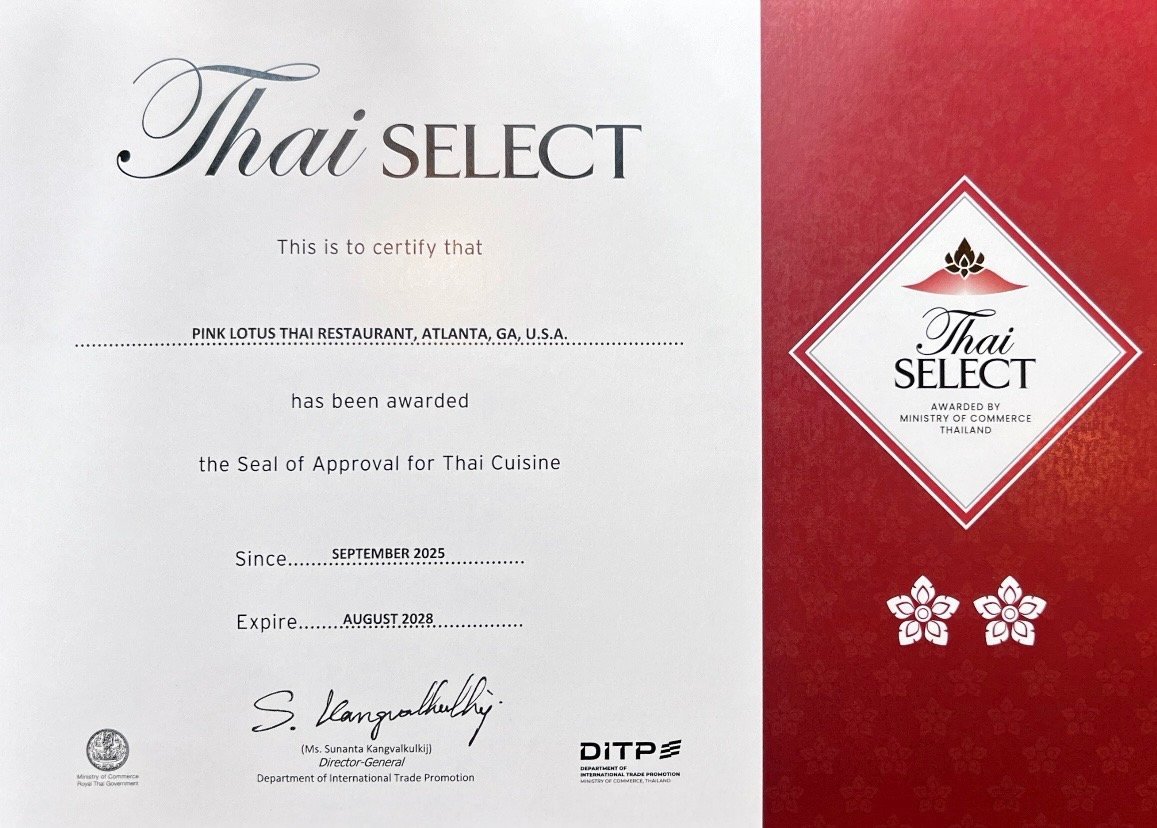 Thai SELECT
This is to certify that
PINK LOTUS THAI RESTAURANT, ATLANTA, GA, U.S.A.
has been awarded
the Seal of Approval for Thai Cuisine
Since.......SEPTEMBER 2025..............
Expire.......AUGUST 2028..............
S. Kangvalkulkij
(Ms. Sunanta Kangvalkulkij)
Director-General
Department of International Trade Promotion
Ministry of Commerce
Royal Thai Government
DITP
DEPARTMENT OF
INTERNATIONAL TRADE PROMOTION
MINISTRY OF COMMERCE, THAILAND
Thai
SELECT
AWARDED BY
MINISTRY OF COMMERCE
THAILAND